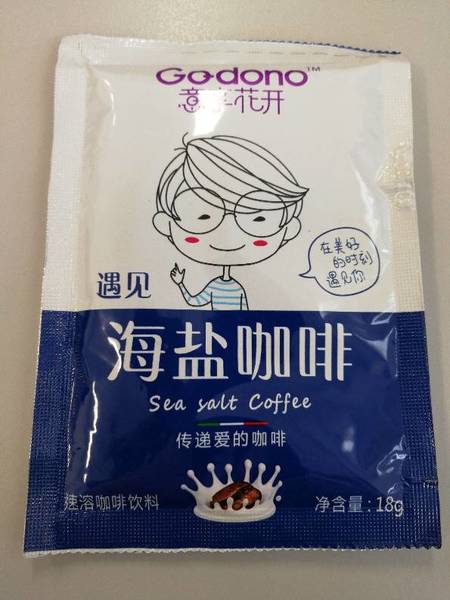 Godono™
意享花开
在美好
的时刻
遇见你
遇见
海盐咖啡
Sea salt Coffee
传递爱的咖啡
速溶咖啡饮料
净含量:18g